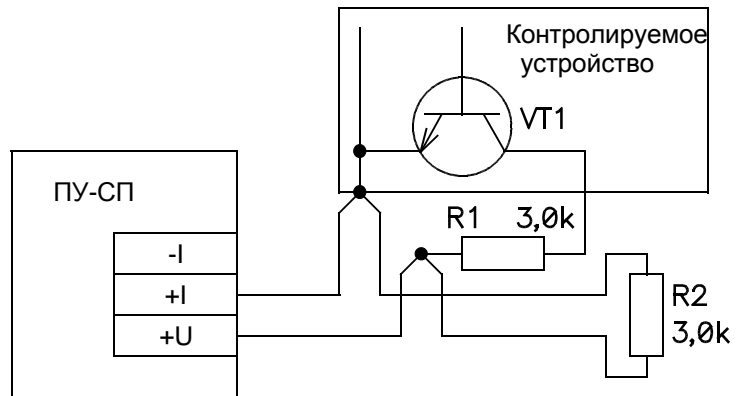 Контролируемое
устройство
VT1
ПУ-СП
R1 3,0k
-I
+I
+U
R2
3,0k